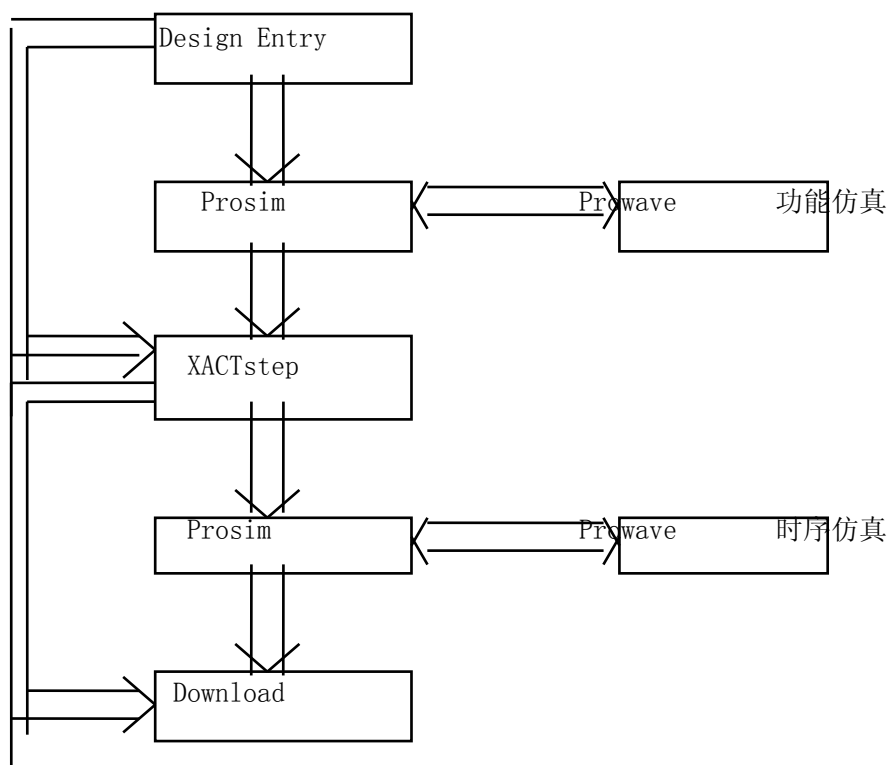 Design Entry
Prosim
Prowave 功能仿真
XACTstep
Prosim
Prowave 时序仿真
Download